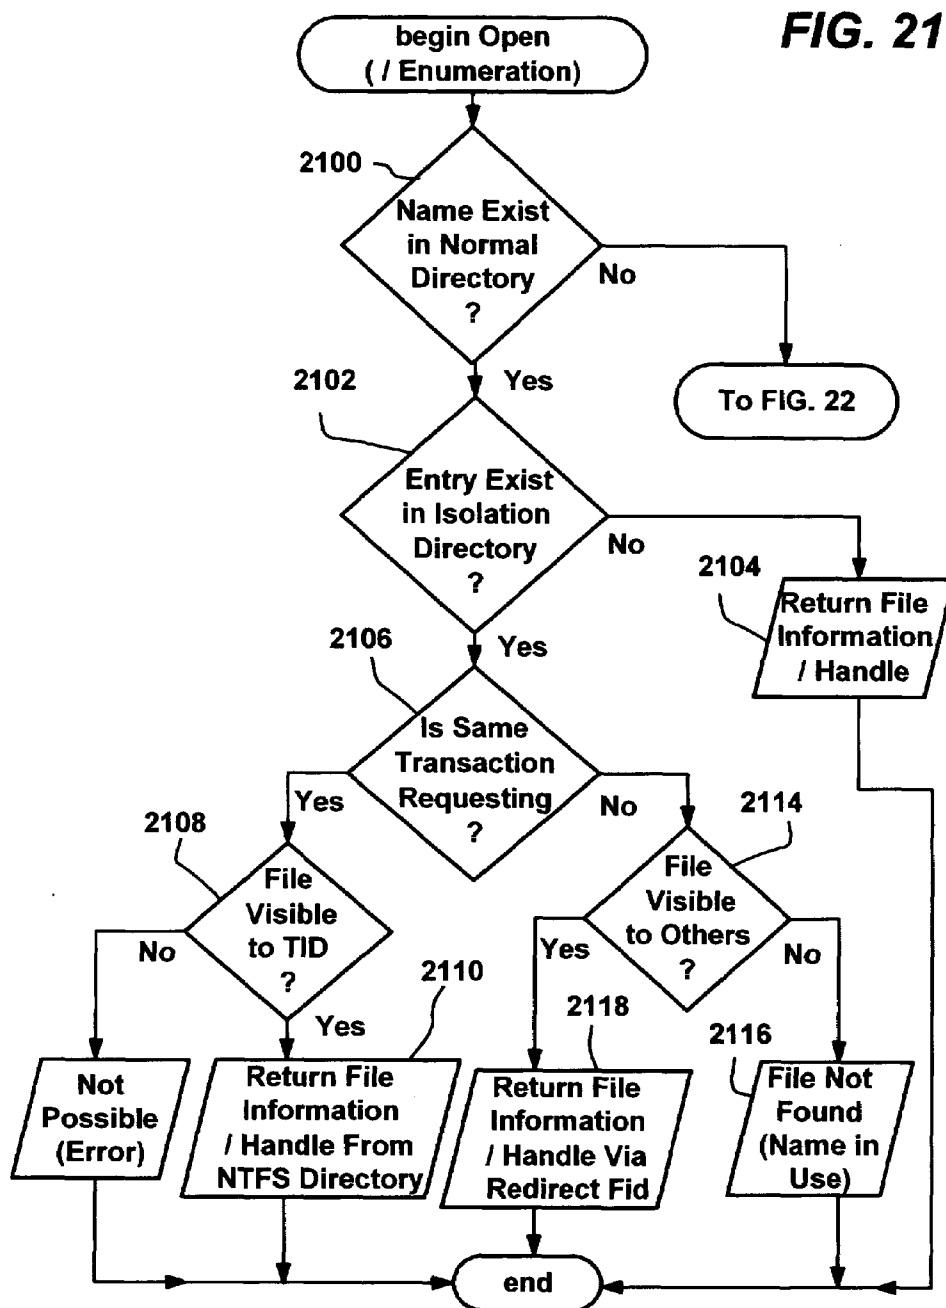 FIG. 21
begin Open
( / Enumeration)
2100
Name Exist
in Normal
Directory
?
No
Yes
To FIG. 22
2102
Entry Exist
in Isolation
Directory
?
No
Yes
2104
Return File
Information
/ Handle
2106
Is Same
Transaction
Requesting
?
Yes
No
2108
File
Visible
to TID
?
No
Yes
2114
File
Visible
to Others
?
Yes
No
Not
Possible
(Error)
2110
Return File
Information
/ Handle From
NTFS Directory
2118
Return File
Information
/ Handle Via
Redirect Fid
2116
File Not
Found
(Name in
Use)
end